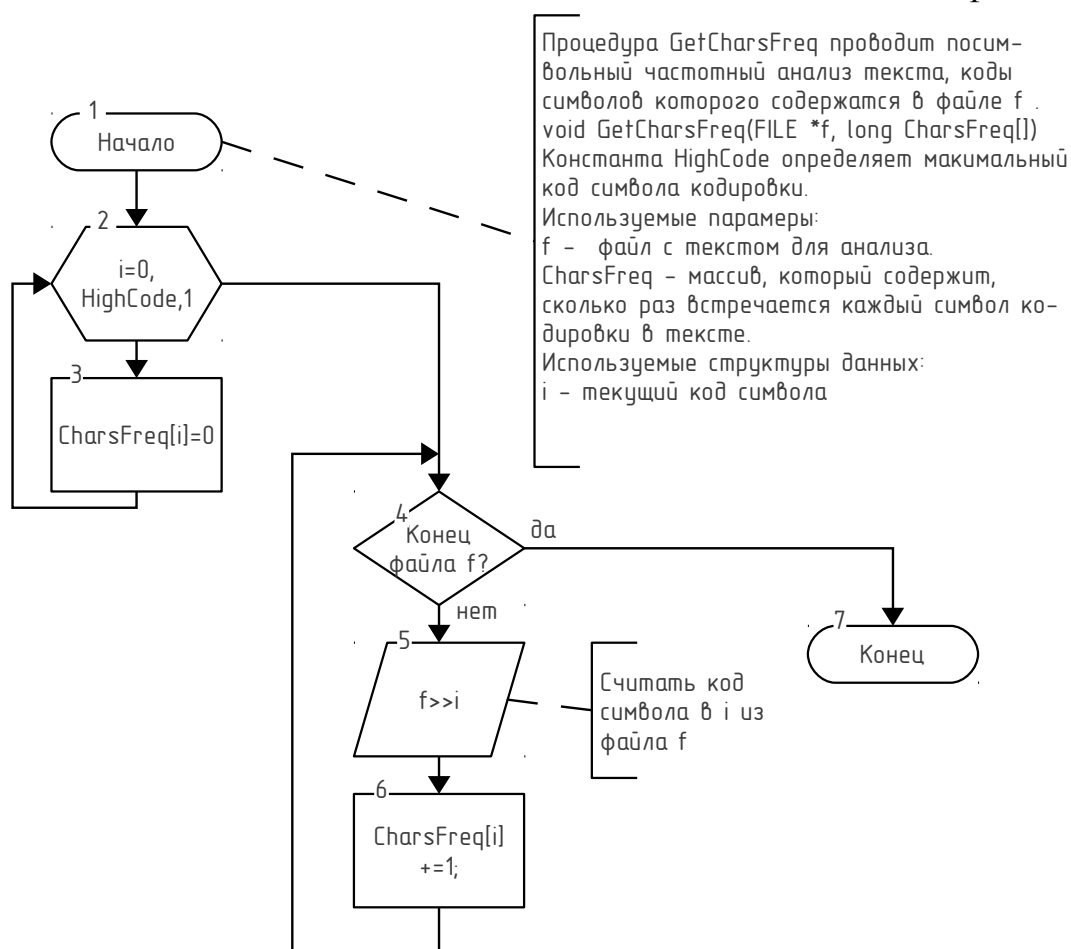 1
Начало
2
i=0,
HighCode,1
3
CharsFreq[i]=0
Процедура GetCharsFreq проводит посим-
вольный частотный анализ текста, коды
символов которого содержатся в файле f .
void GetCharsFreq(FILE *f, long CharsFreq[])
Константа HighCode определяет макимальный
код символа кодировки.
Используемые парамеры:
f - файл с текстом для анализа.
CharsFreq - массив, который содержит,
сколько раз встречается каждый символ ко-
дировки в тексте.
Используемые структуры данных:
i - текущий код символа
4
Конец
файла f?
да
нет
5
f>>i
Считать код
символа в i из
файла f
6
CharsFreq[i]
+=1;
7
Конец